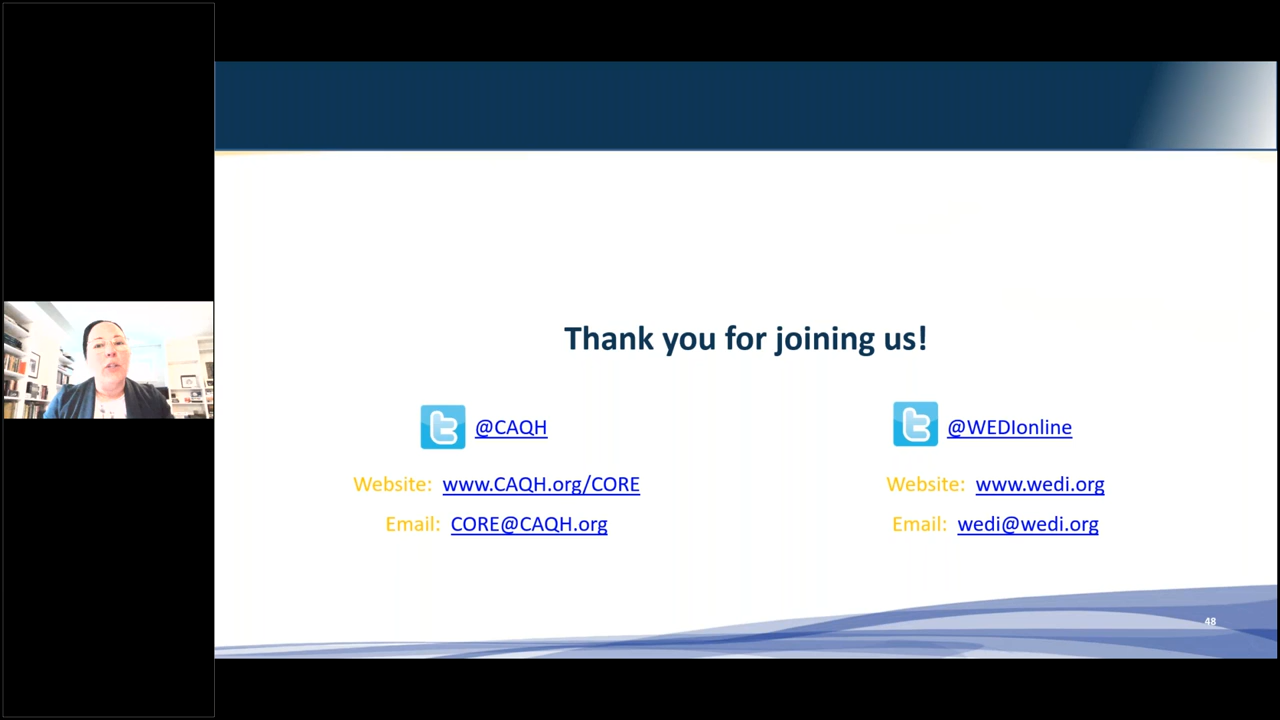 Thank you for joining us!
@CAQH
Website: www.CAQH.org/CORE
Email: CORE@CAQH.org
@WEDIonline
Website: www.wedi.org
Email: wedi@wedi.org
48